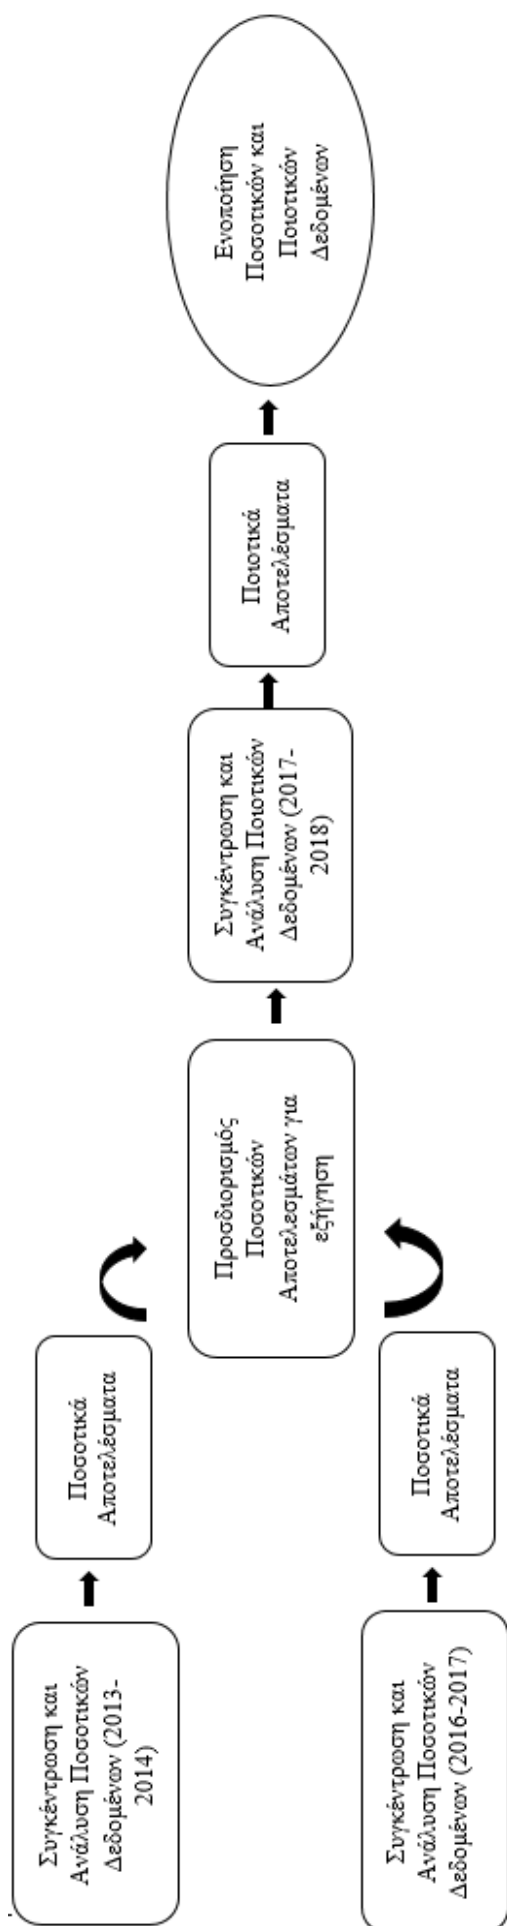 Συγκέντρωση και
Ανάλυση Ποσοτικών
Δεδομένων (2013-
2014)
Ποσοτικά
Αποτελέσματα
Συγκέντρωση και
Ανάλυση Ποσοτικών
Δεδομένων (2016-2017)
Ποσοτικά
Αποτελέσματα
Προσδιορισμός
Ποσοτικών
Αποτελεσμάτων για
εξήγηση
Συγκέντρωση και
Ανάλυση Ποιοτικών
Δεδομένων (2017-
2018)
Ποιοτικά
Αποτελέσματα
Ενοποίηση
Ποσοτικών και
Ποιοτικών
Δεδομένων